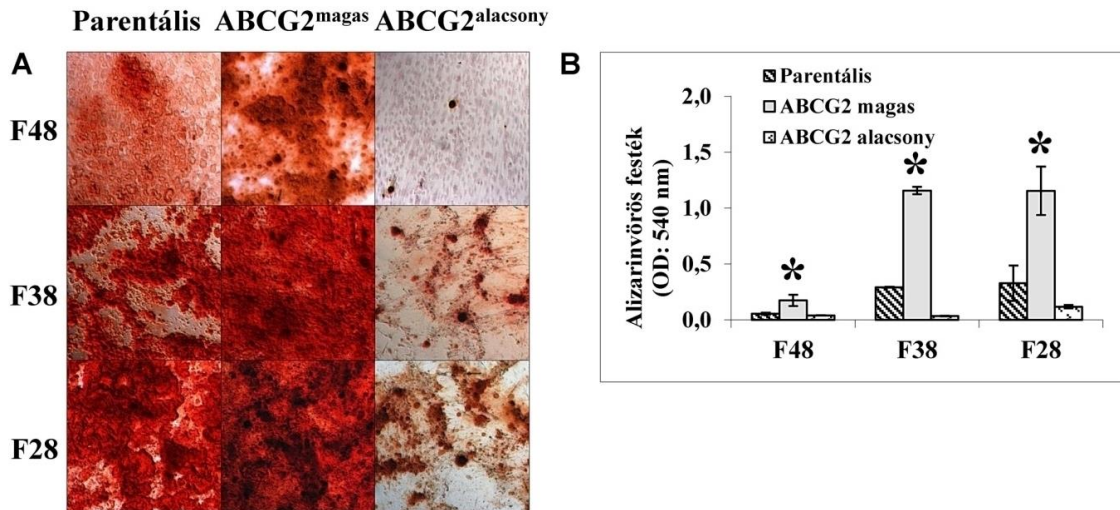 Parentális ABCG2magas ABCG2alacsony
A
F48
F38
F28
B
Parentális
ABCG2 magas
ABCG2 alacsony
Alizarinvörös festék
(OD: 540 nm)
2,0
1,5
1,0
0,5
0,0
*
*
*
F48 F38 F28